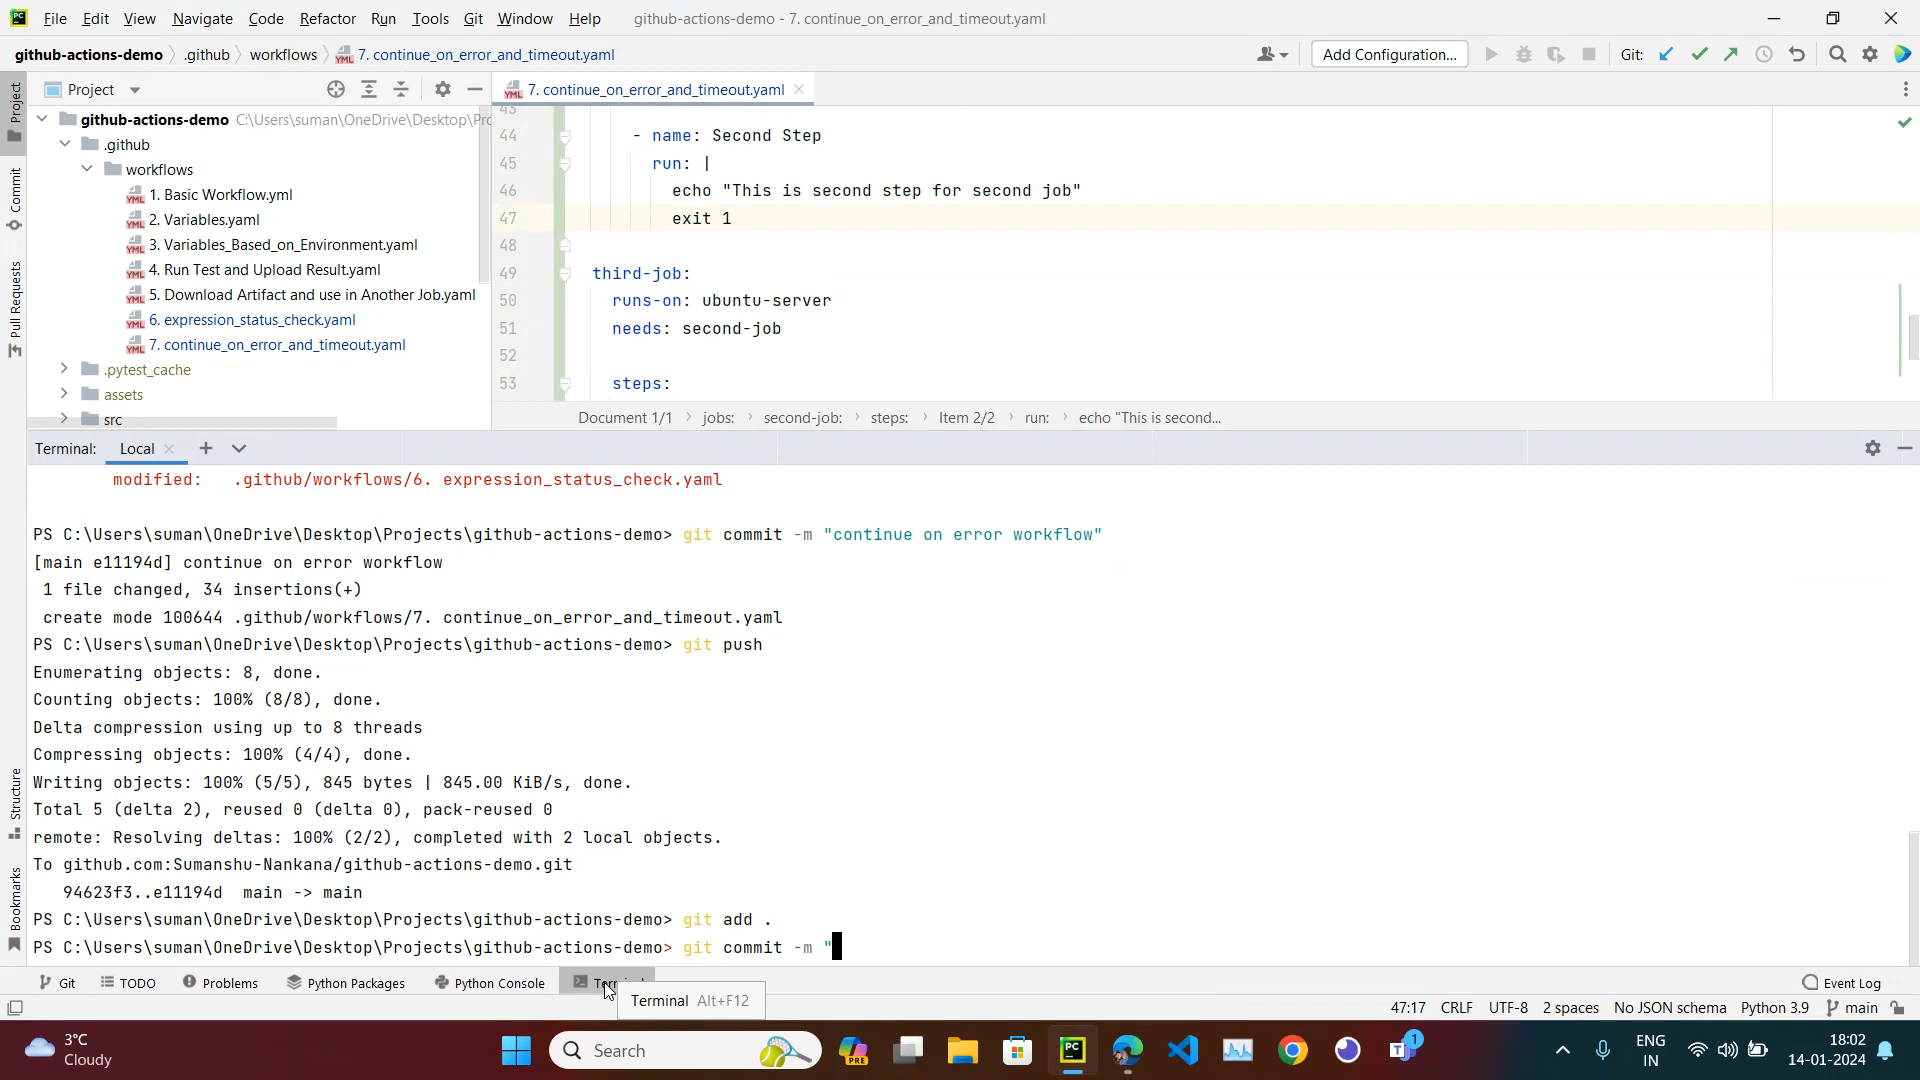 File Edit View Navigate Code Refactor Run Tools Git Window Help github-actions-demo - 7. continue_on_error_and_timeout.yaml
github-actions-demo .github workflows 7. continue_on_error_and_timeout.yaml Add Configuration... Git:
Project
7. continue_on_error_and_timeout.yaml
github-actions-demo C:\Users\suman\OneDrive\Desktop\Pro
.github
workflows
1. Basic Workflow.yml
2. Variables.yaml
3. Variables_Based_on_Environment.yaml
4. Run Test and Upload Result.yaml
5. Download Artifact and use in Another Job.yaml
6. expression_status_check.yaml
7. continue_on_error_and_timeout.yaml
.pytest_cache
assets
src
Project
Commit
Pull Requests
Structure
Bookmarks
43
44 - name: Second Step
45 run: |
46 echo "This is second step for second job"
47 exit 1
48
49 third-job:
50 runs-on: ubuntu-server
51 needs: second-job
52
53 steps:
Document 1/1 jobs: second-job: steps: Item 2/2 run: echo "This is second...
Terminal: Local
modified: .github/workflows/6. expression_status_check.yaml
PS C:\Users\suman\OneDrive\Desktop\Projects\github-actions-demo> git commit -m "continue on error workflow"
[main e11194d] continue on error workflow
1 file changed, 34 insertions(+)
create mode 100644 .github/workflows/7. continue_on_error_and_timeout.yaml
PS C:\Users\suman\OneDrive\Desktop\Projects\github-actions-demo> git push
Enumerating objects: 8, done.
Counting objects: 100% (8/8), done.
Delta compression using up to 8 threads
Compressing objects: 100% (4/4), done.
Writing objects: 100% (5/5), 845 bytes | 845.00 KiB/s, done.
Total 5 (delta 2), reused 0 (delta 0), pack-reused 0
remote: Resolving deltas: 100% (2/2), completed with 2 local objects.
To github.com:Sumanshu-Nankana/github-actions-demo.git
94623f3..e11194d main -> main
PS C:\Users\suman\OneDrive\Desktop\Projects\github-actions-demo> git add .
PS C:\Users\suman\OneDrive\Desktop\Projects\github-actions-demo> git commit -m "
Git TODO Problems Python Packages Python Console Event Log
Terminal Alt+F12
47:17 CRLF UTF-8 2 spaces No JSON schema Python 3.9 main
3°C
Cloudy
Search
PRE
1
ENG
IN
18:02
14-01-2024